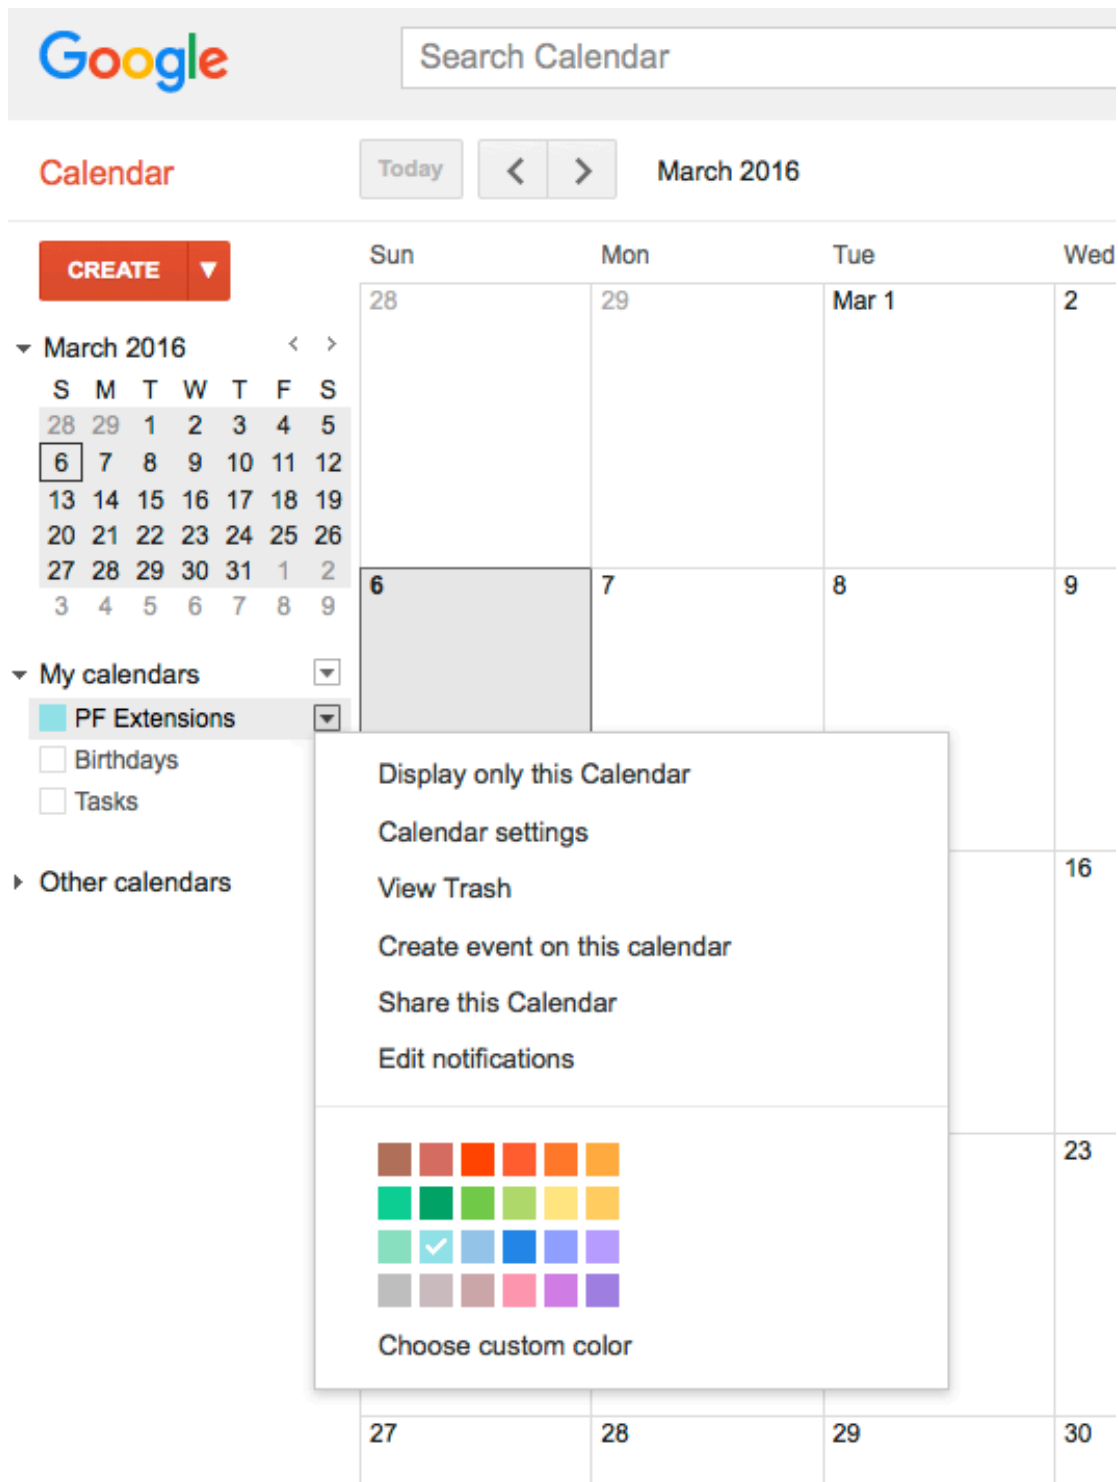 Google
Search Calendar
Calendar
Today
March 2016
CREATE
Sun Mon Tue Wed
28 29 Mar 1 2
March 2016
S M T W T F S
28 29 1 2 3 4 5
6 7 8 9 10 11 12
13 14 15 16 17 18 19
20 21 22 23 24 25 26
27 28 29 30 31 1 2
3 4 5 6 7 8 9
6 7 8 9
My calendars
PF Extensions
Birthdays
Tasks
Other calendars
Display only this Calendar
Calendar settings
View Trash
Create event on this calendar
Share this Calendar
Edit notifications
Choose custom color
16
23
27 28 29 30